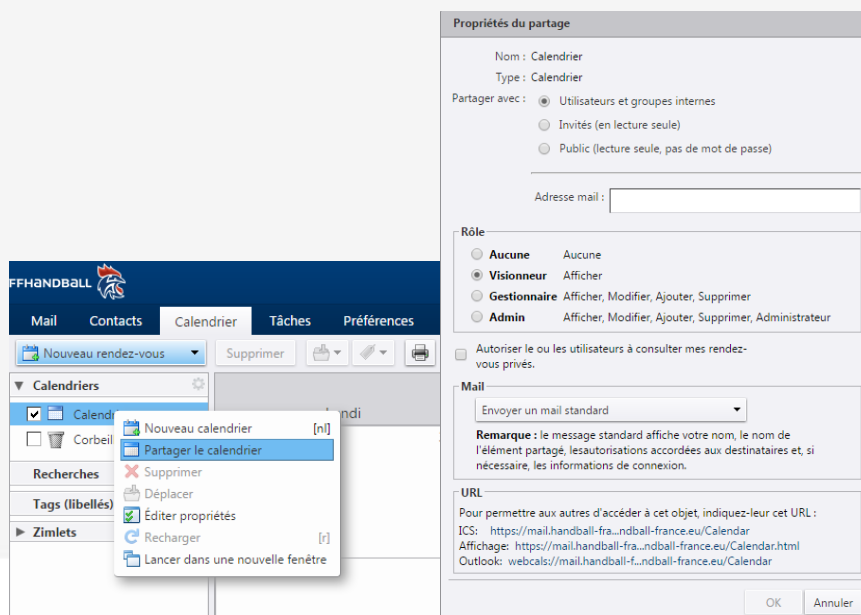 FFHANDBALL
Mail Contacts Calendrier Tâches Préférences
Nouveau rendez-vous Supprimer
Calendriers
Nouveau calendrier [nl]
Partager le calendrier
Supprimer
Déplacer
Éditer propriétés
Recharger [r]
Lancer dans une nouvelle fenêtre
Recherches
Tags (libellés)
Zimlets
Propriétés du partage
Nom : Calendrier
Type : Calendrier
Partager avec : Utilisateurs et groupes internes
Invités (en lecture seule)
Public (lecture seule, pas de mot de passe)
Adresse mail :
Rôle
Aucune Aucune
Visionneur Afficher
Gestionnaire Afficher, Modifier, Ajouter, Supprimer
Admin Afficher, Modifier, Ajouter, Supprimer, Administrateur
Autoriser le ou les utilisateurs à consulter mes rendez-
vous privés.
Mail
Envoyer un mail standard
Remarque : le message standard affiche votre nom, le nom de
l'élément partagé, lesautorisations accordées aux destinataires et, si
nécessaire, les informations de connexion.
URL
Pour permettre aux autres d'accéder à cet objet, indiquez-leur cet URL :
ICS: https://mail.handball-fra...ndball-france.eu/Calendar
Affichage: https://mail.handball-fra...ndball-france.eu/Calendar.html
Outlook: webcals://mail.handball-f...ndball-france.eu/Calendar
OK Annuler